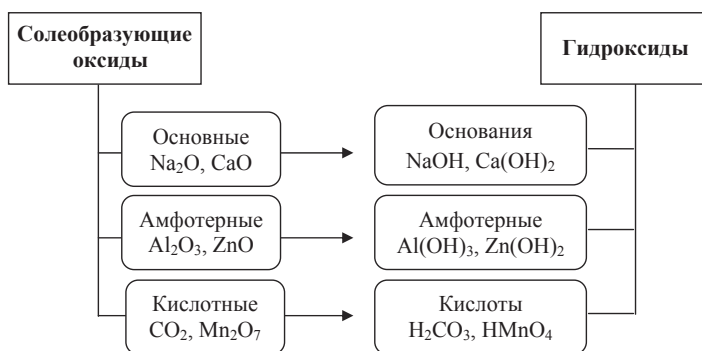 Солеобразующие
оксиды
Гидроксиды
Основные
Na₂O, CaO
Основания
NaOH, Ca(OH)₂
Амфотерные
Al₂O₃, ZnO
Амфотерные
Al(OH)₃, Zn(OH)₂
Кислотные
CO₂, Mn₂O₇
Кислоты
H₂CO₃, HMnO₄